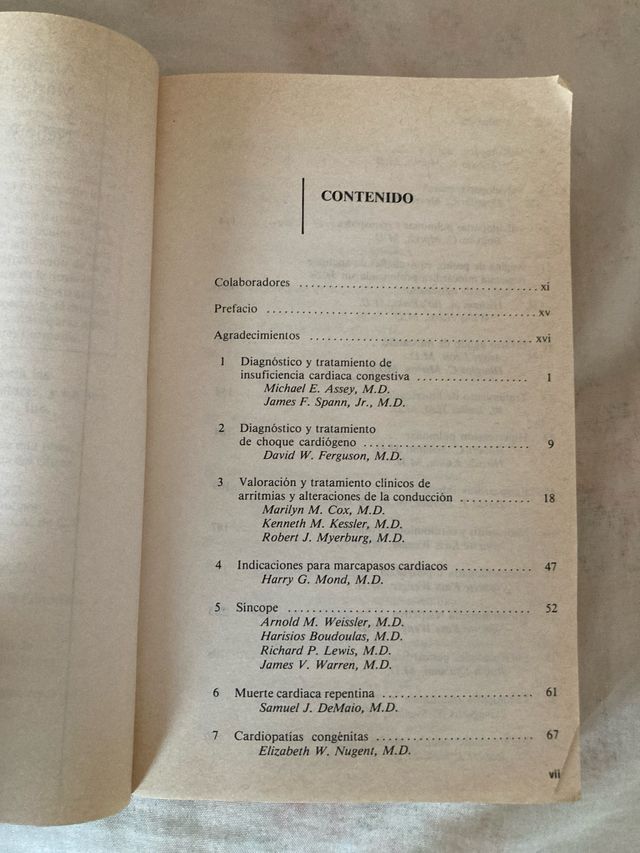 CONTENIDO
Colaboradores ................................ xi
Prefacio ................................ xv
Agradecimientos ................................ xvi
1 Diagnóstico y tratamiento de
insuficiencia cardiaca congestiva ................ 1
Michael E. Assey, M.D.
James F. Spann, Jr., M.D.
2 Diagnóstico y tratamiento
de choque cardiógeno ................ 9
David W. Ferguson, M.D.
3 Valoración y tratamiento clínicos de
arritmias y alteraciones de la conducción ............ 18
Marilyn M. Cox, M.D.
Kenneth M. Kessler, M.D.
Robert J. Myerburg, M.D.
4 Indicaciones para marcapasos cardiacos ............ 47
Harry G. Mond, M.D.
5 Síncope ................................ 52
Arnold M. Weissler, M.D.
Harisios Boudoulas, M.D.
Richard P. Lewis, M.D.
James V. Warren, M.D.
6 Muerte cardiaca repentina ................ 61
Samuel J. DeMaio, M.D.
7 Cardiopatías congénitas ................ 67
Elizabeth W. Nugent, M.D.
vii